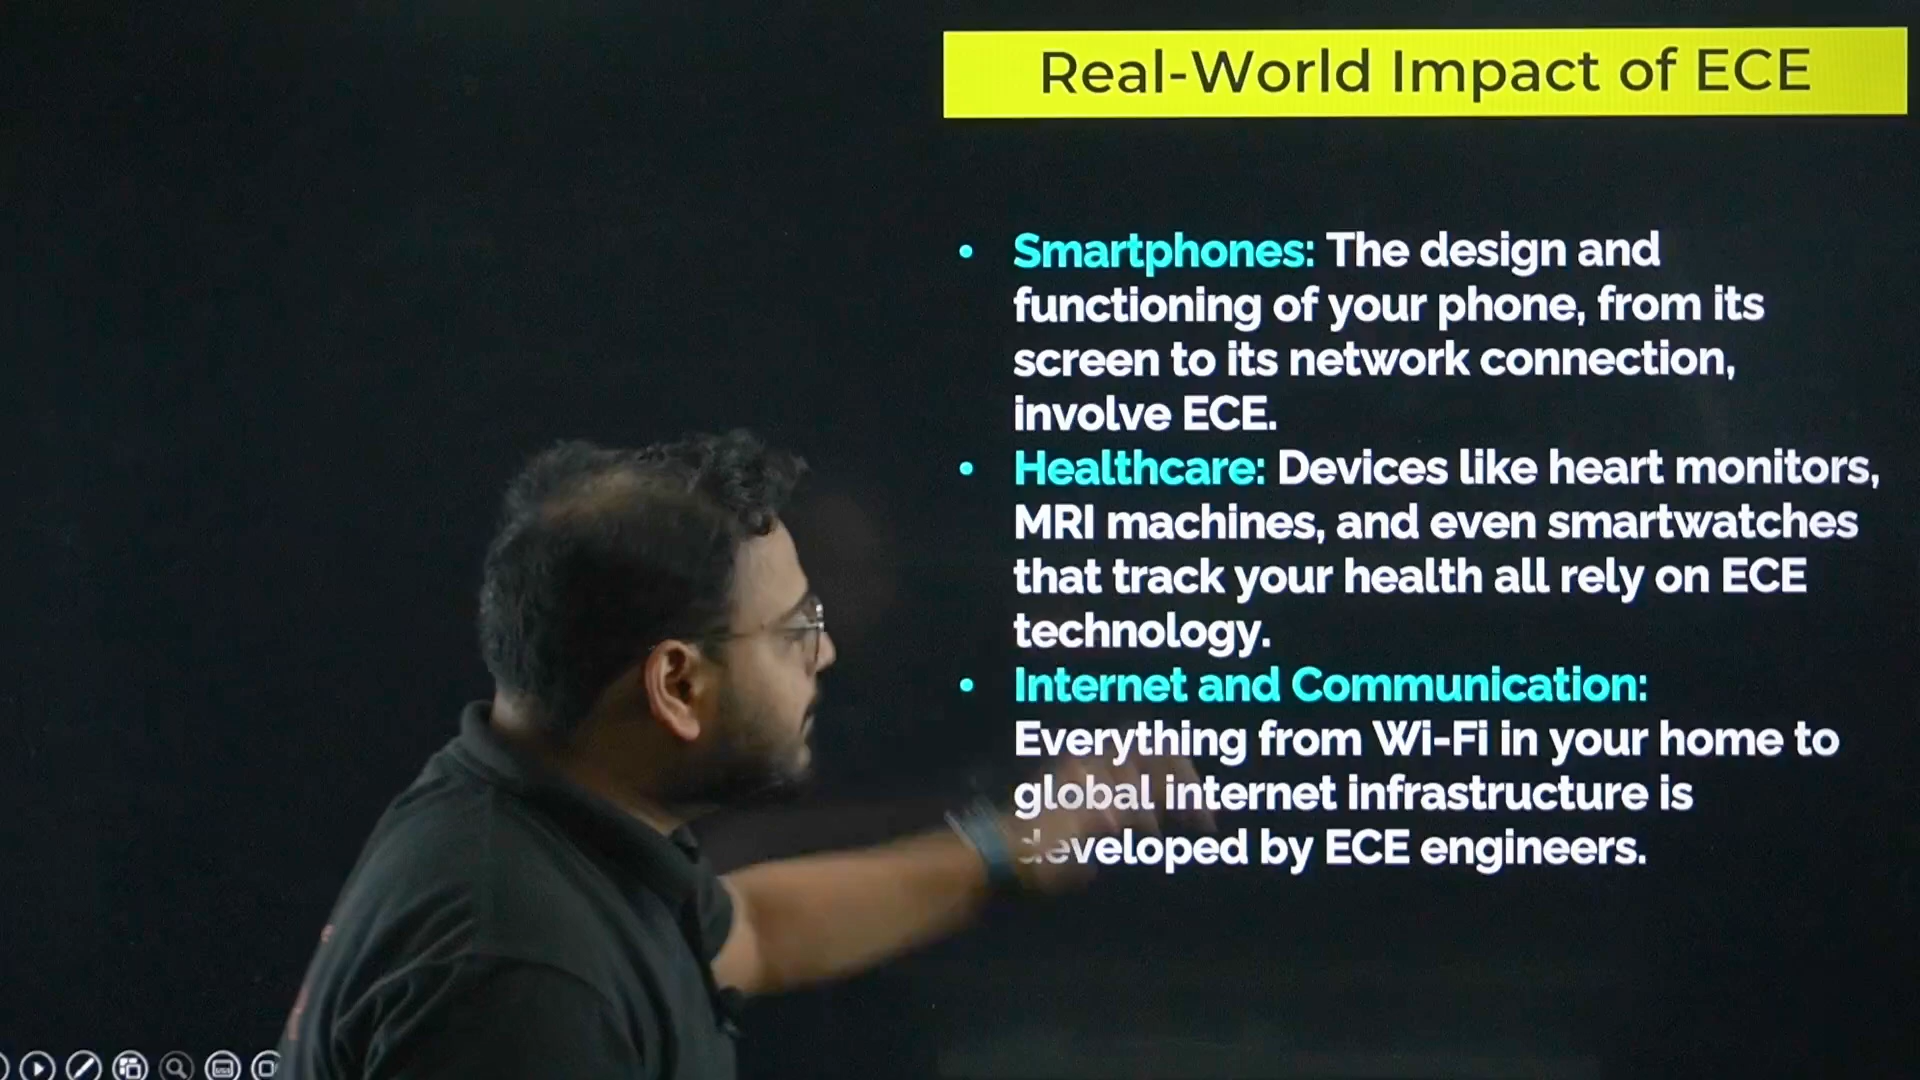 Real-World Impact of ECE
• Smartphones: The design and
functioning of your phone, from its
screen to its network connection,
involve ECE.
• Healthcare: Devices like heart monitors,
MRI machines, and even smartwatches
that track your health all rely on ECE
technology.
• Internet and Communication:
Everything from Wi-Fi in your home to
global internet infrastructure is
developed by ECE engineers.